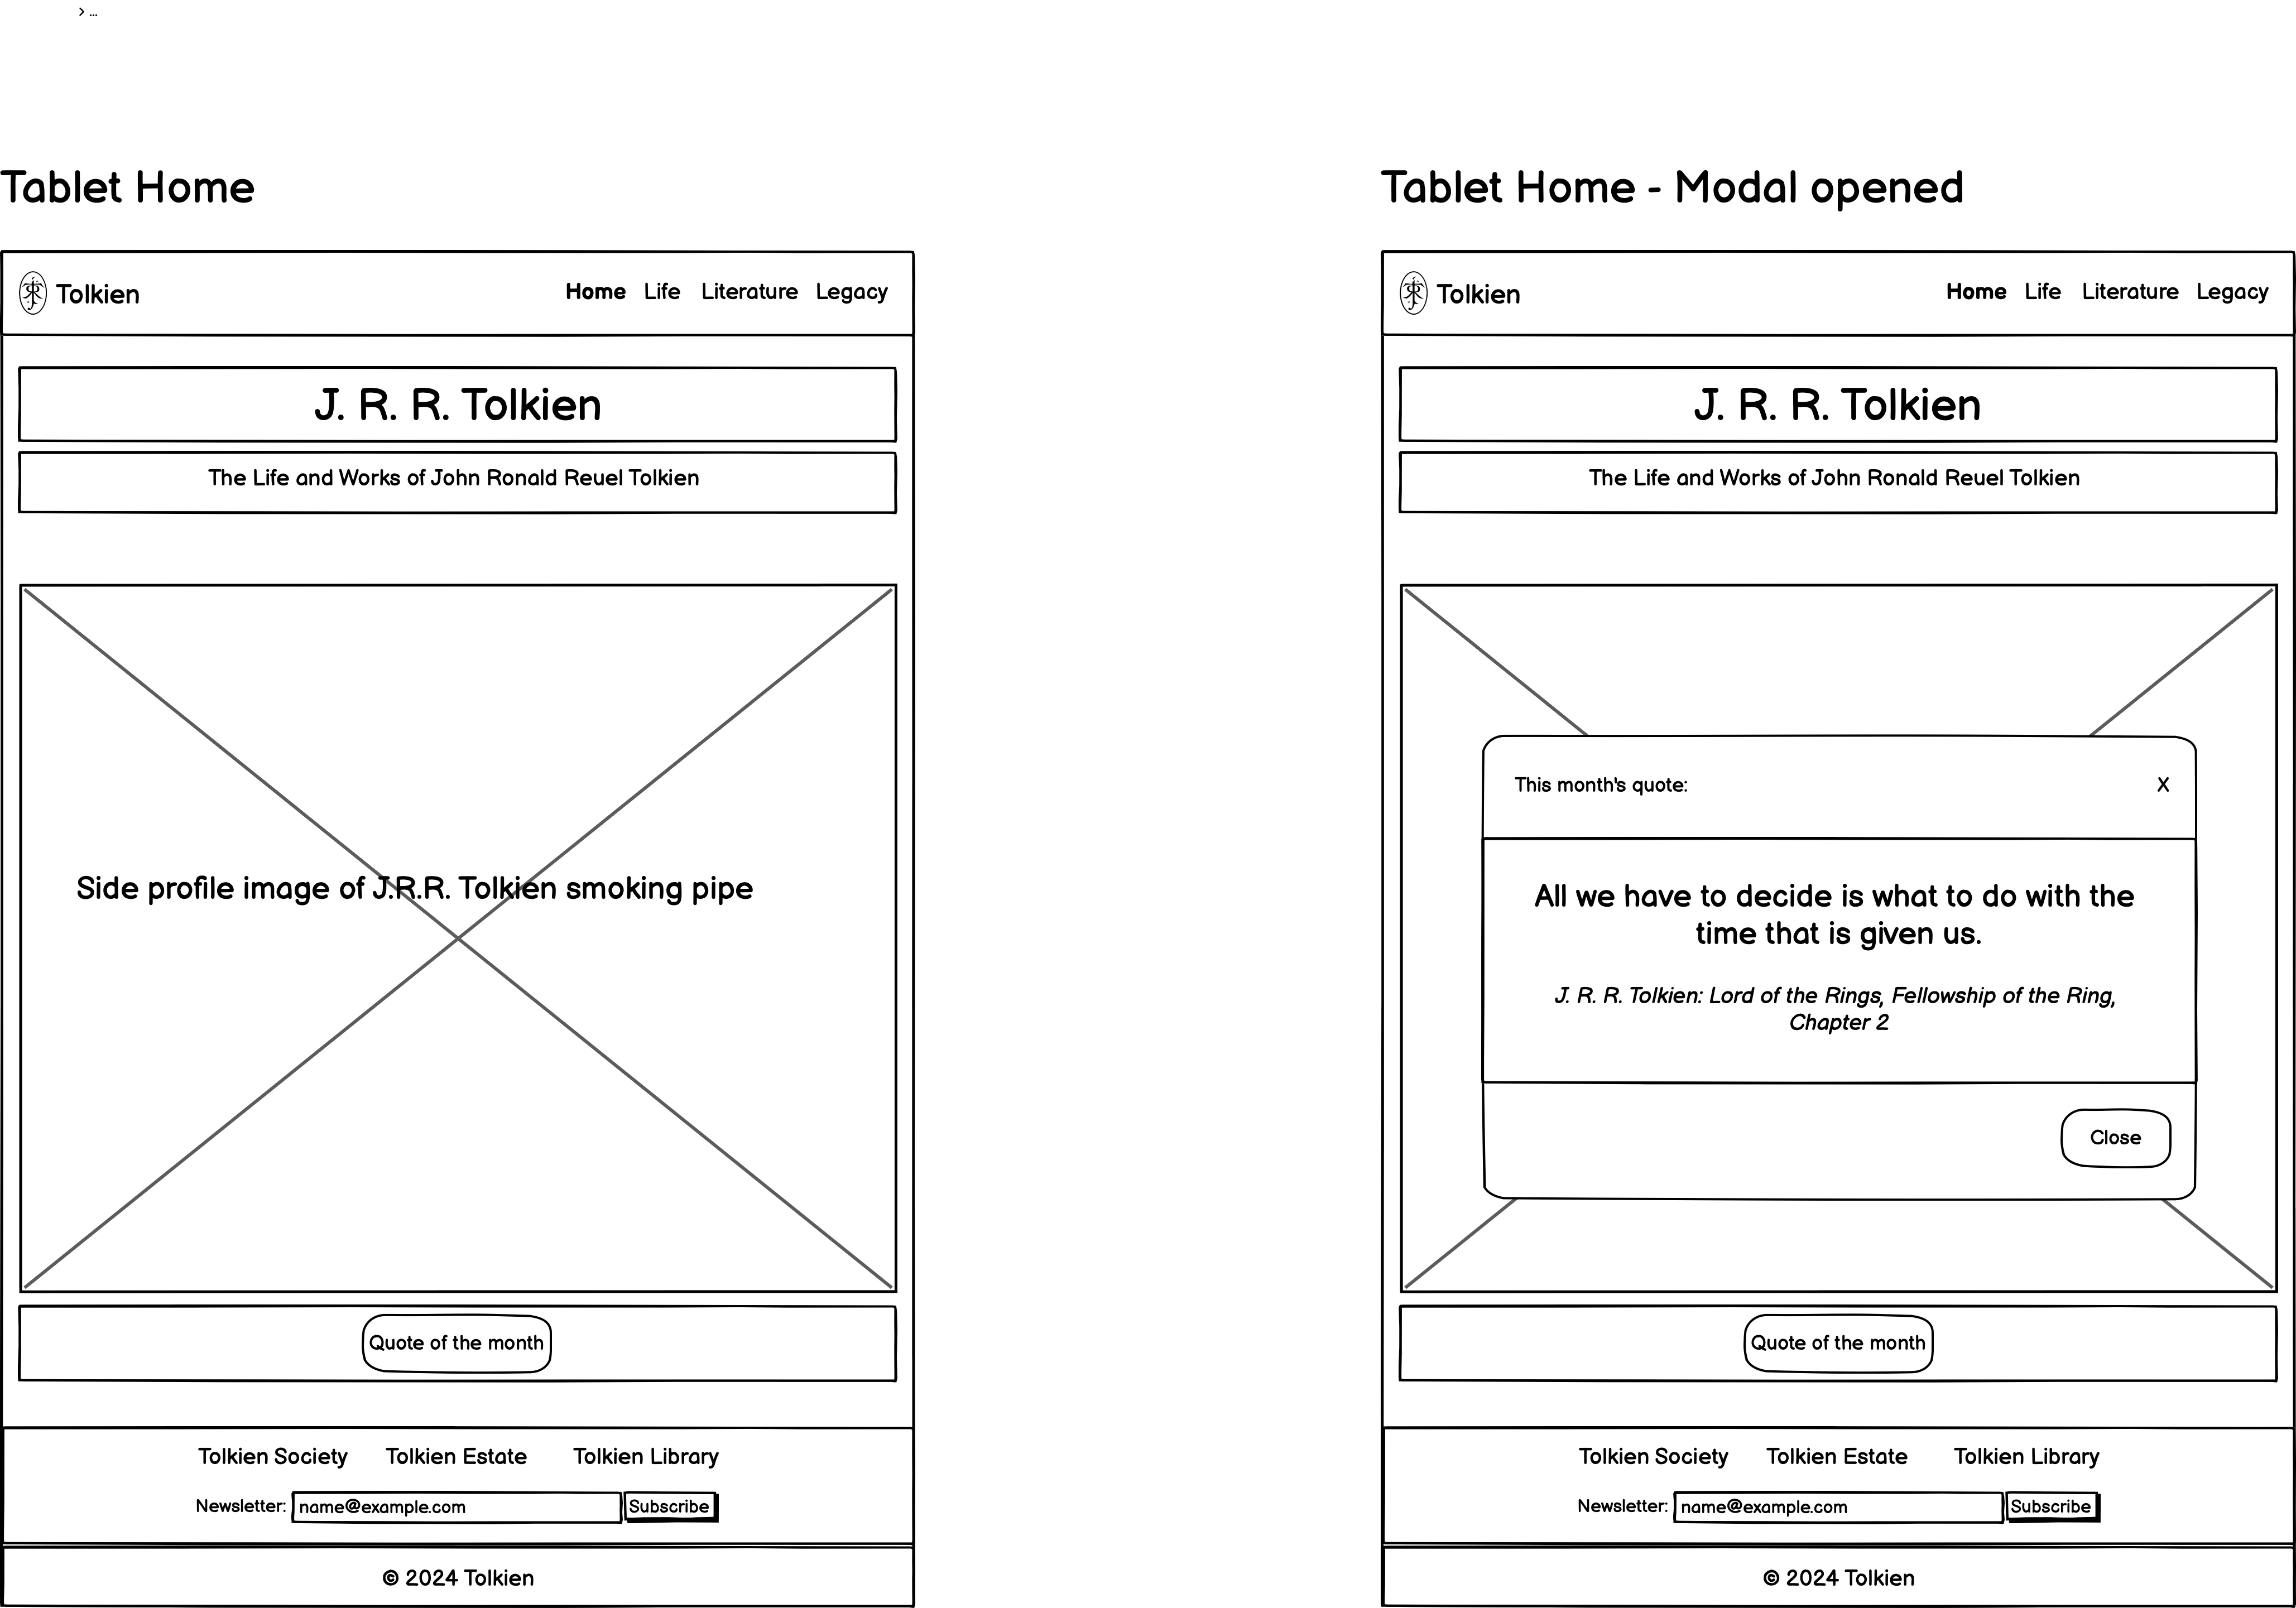 > ...
Tablet Home
Tolkien
Home Life Literature Legacy
J. R. R. Tolkien
The Life and Works of John Ronald Reuel Tolkien
Side profile image of J.R.R. Tolkien smoking pipe
Quote of the month
Tolkien Society Tolkien Estate Tolkien Library
Newsletter: name@example.com Subscribe
© 2024 Tolkien
Tablet Home - Modal opened
Tolkien
Home Life Literature Legacy
J. R. R. Tolkien
The Life and Works of John Ronald Reuel Tolkien
This month's quote: X
All we have to decide is what to do with the
time that is given us.
J. R. R. Tolkien: Lord of the Rings, Fellowship of the Ring,
Chapter 2
Close
Quote of the month
Tolkien Society Tolkien Estate Tolkien Library
Newsletter: name@example.com Subscribe
© 2024 Tolkien